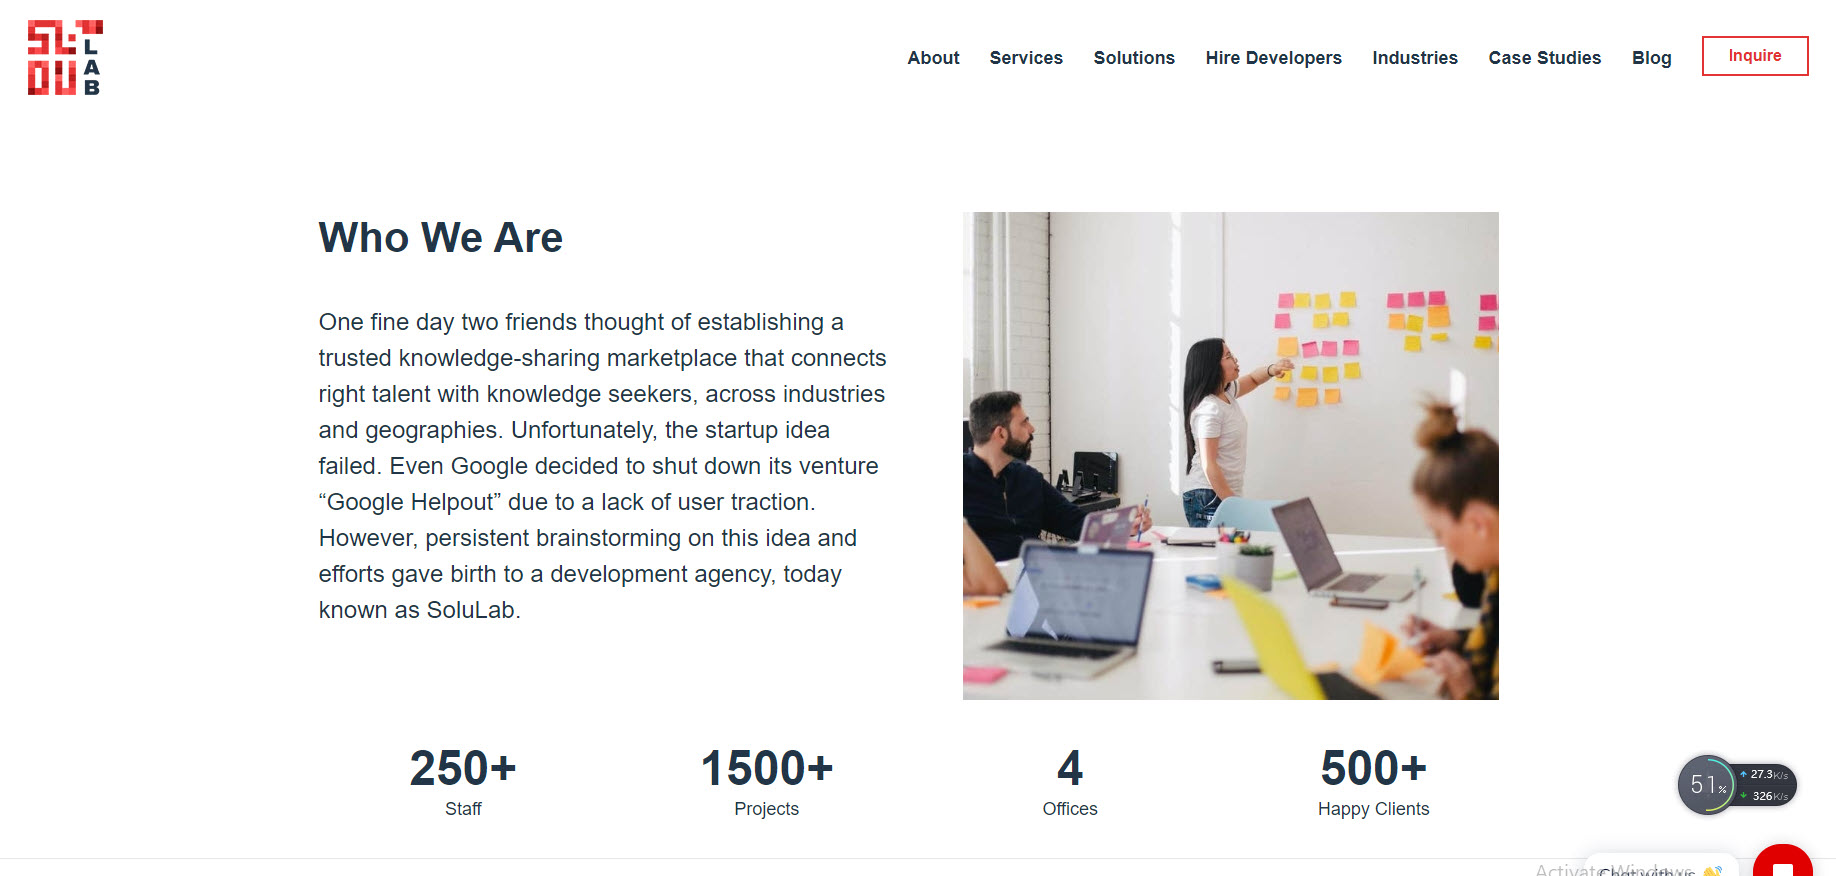 SOLU
LAB
About Services Solutions Hire Developers Industries Case Studies Blog Inquire
Who We Are
One fine day two friends thought of establishing a
trusted knowledge-sharing marketplace that connects
right talent with knowledge seekers, across industries
and geographies. Unfortunately, the startup idea
failed. Even Google decided to shut down its venture
“Google Helpout” due to a lack of user traction.
However, persistent brainstorming on this idea and
efforts gave birth to a development agency, today
known as SoluLab.
250+ 1500+ 4 500+
Staff Projects Offices Happy Clients
51% 27.3K/s
326K/s
Activate Windows
Chat with us